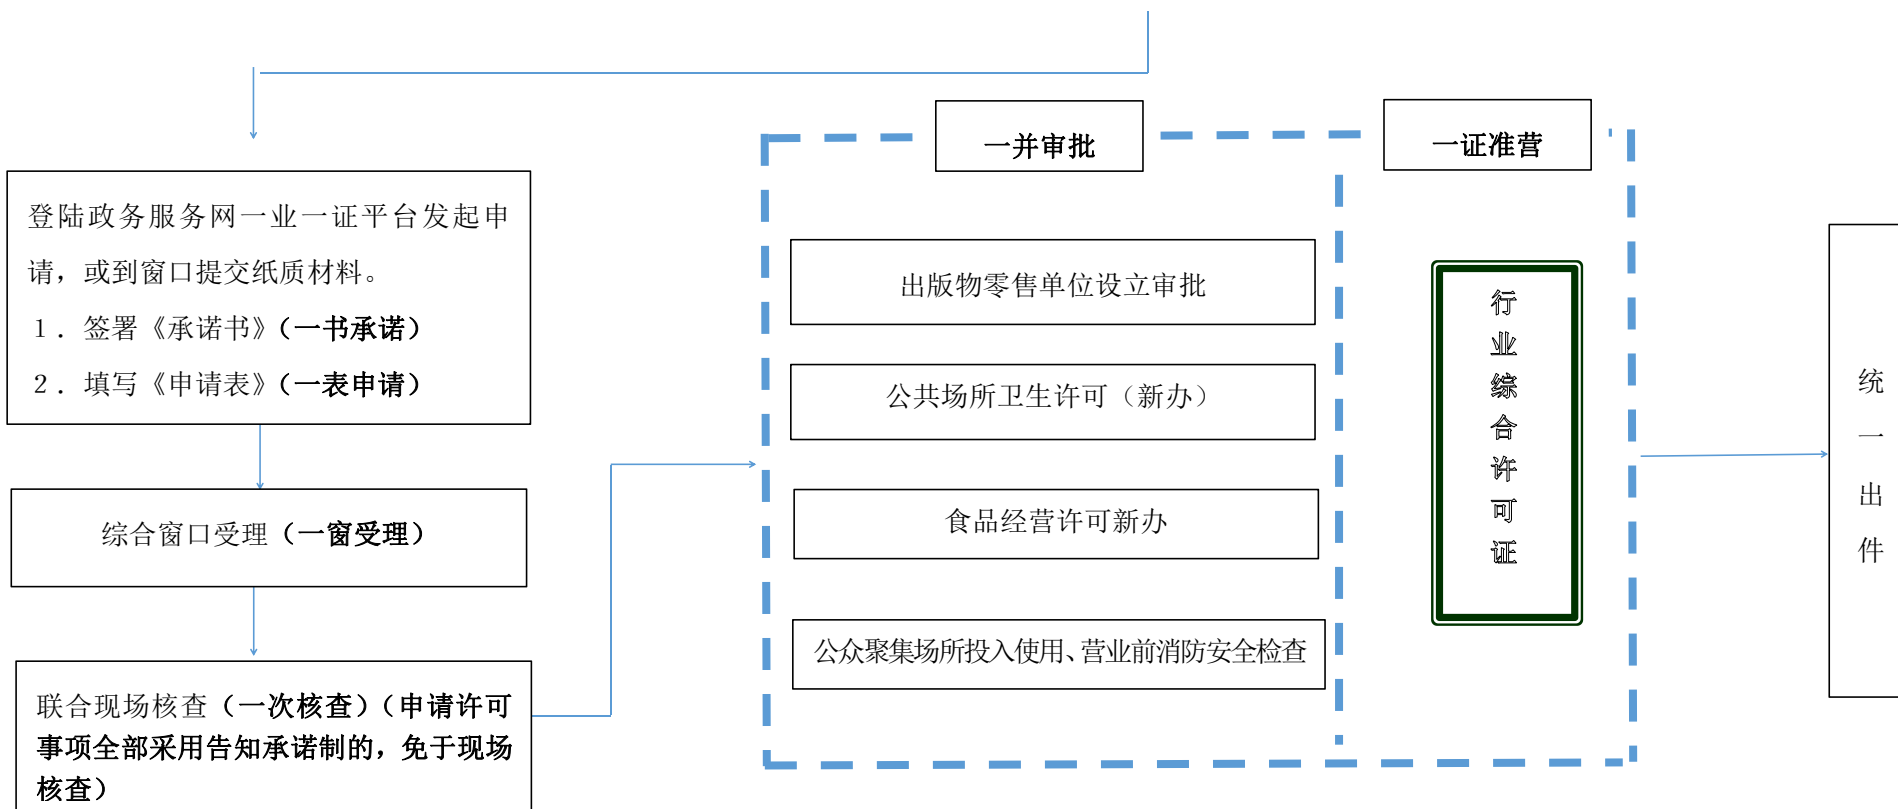 登陆政务服务网一业一证平台发起申
请，或到窗口提交纸质材料。
1．签署《承诺书》（一书承诺）
2．填写《申请表》（一表申请）
综合窗口受理（一窗受理）
联合现场核查（一次核查）（申请许可
事项全部采用告知承诺制的，免于现场
核查）
一并审批
出版物零售单位设立审批
公共场所卫生许可（新办）
食品经营许可新办
公众聚集场所投入使用、营业前消防安全检查
一证准营
行
业
综
合
许
可
证
统
一
出
件